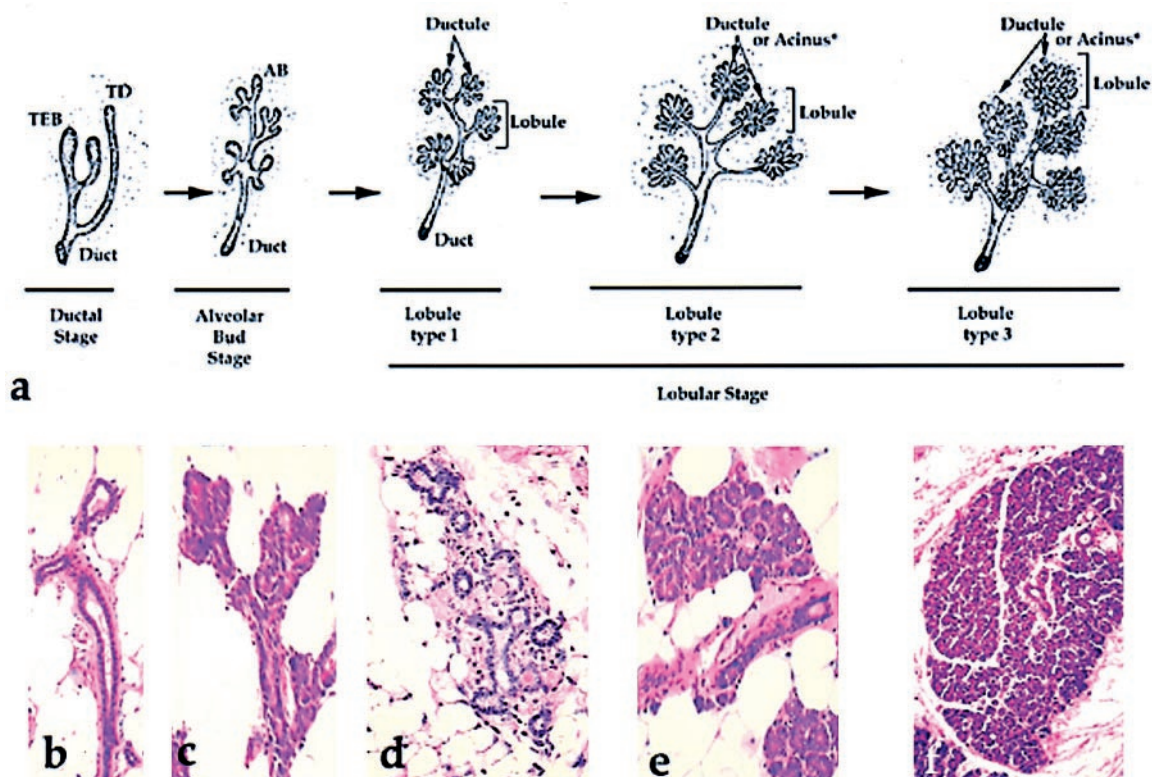 Ductule
Ductule
or Acinus*
Ductule
or Acinus*
TD
AB
TEB
Lobule
Lobule
Lobule
Duct
Duct
Duct
Ductal
Stage
Alveolar
Bud
Stage
Lobule
type 1
Lobule
type 2
Lobule
type 3
Lobular Stage
a
b
c
d
e